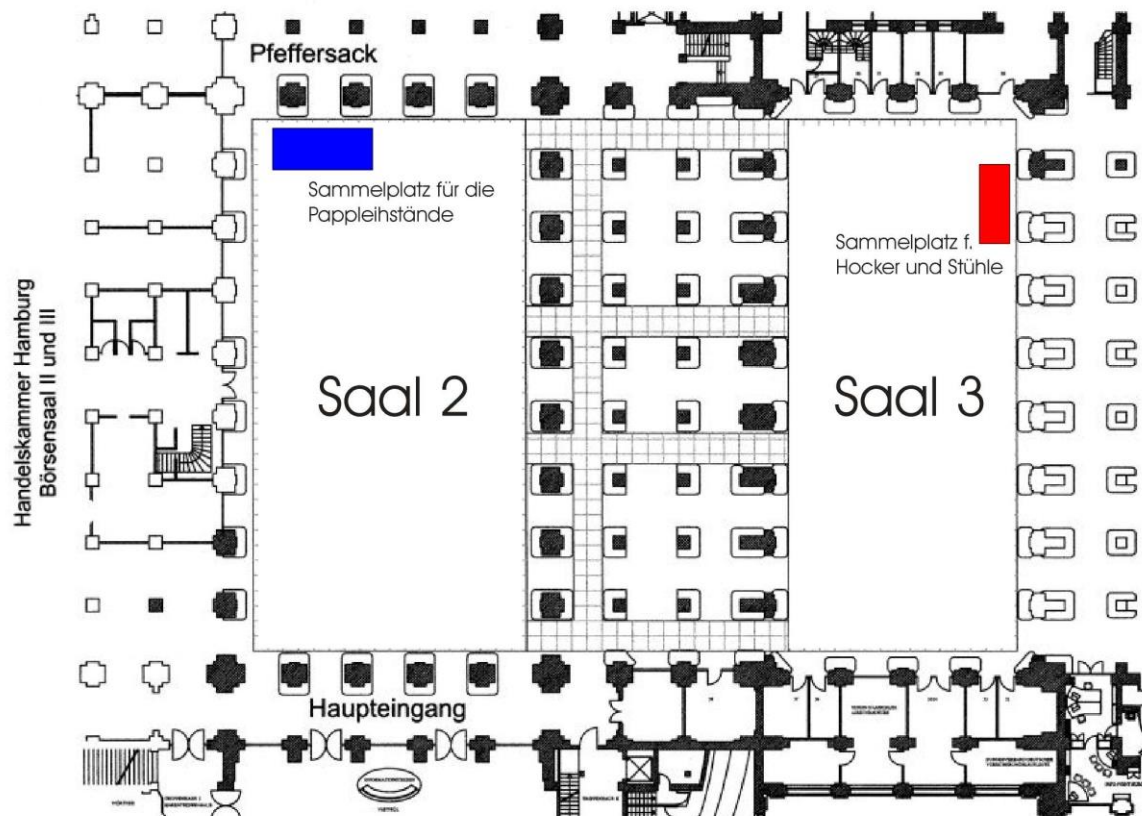 Pfeffersack
Sammelplatz für die
Pappleihstände
Sammelplatz f.
Hocker und Stühle
Handelskammer Hamburg
Börsensaal II und III
Saal 2
Saal 3
Haupteingang